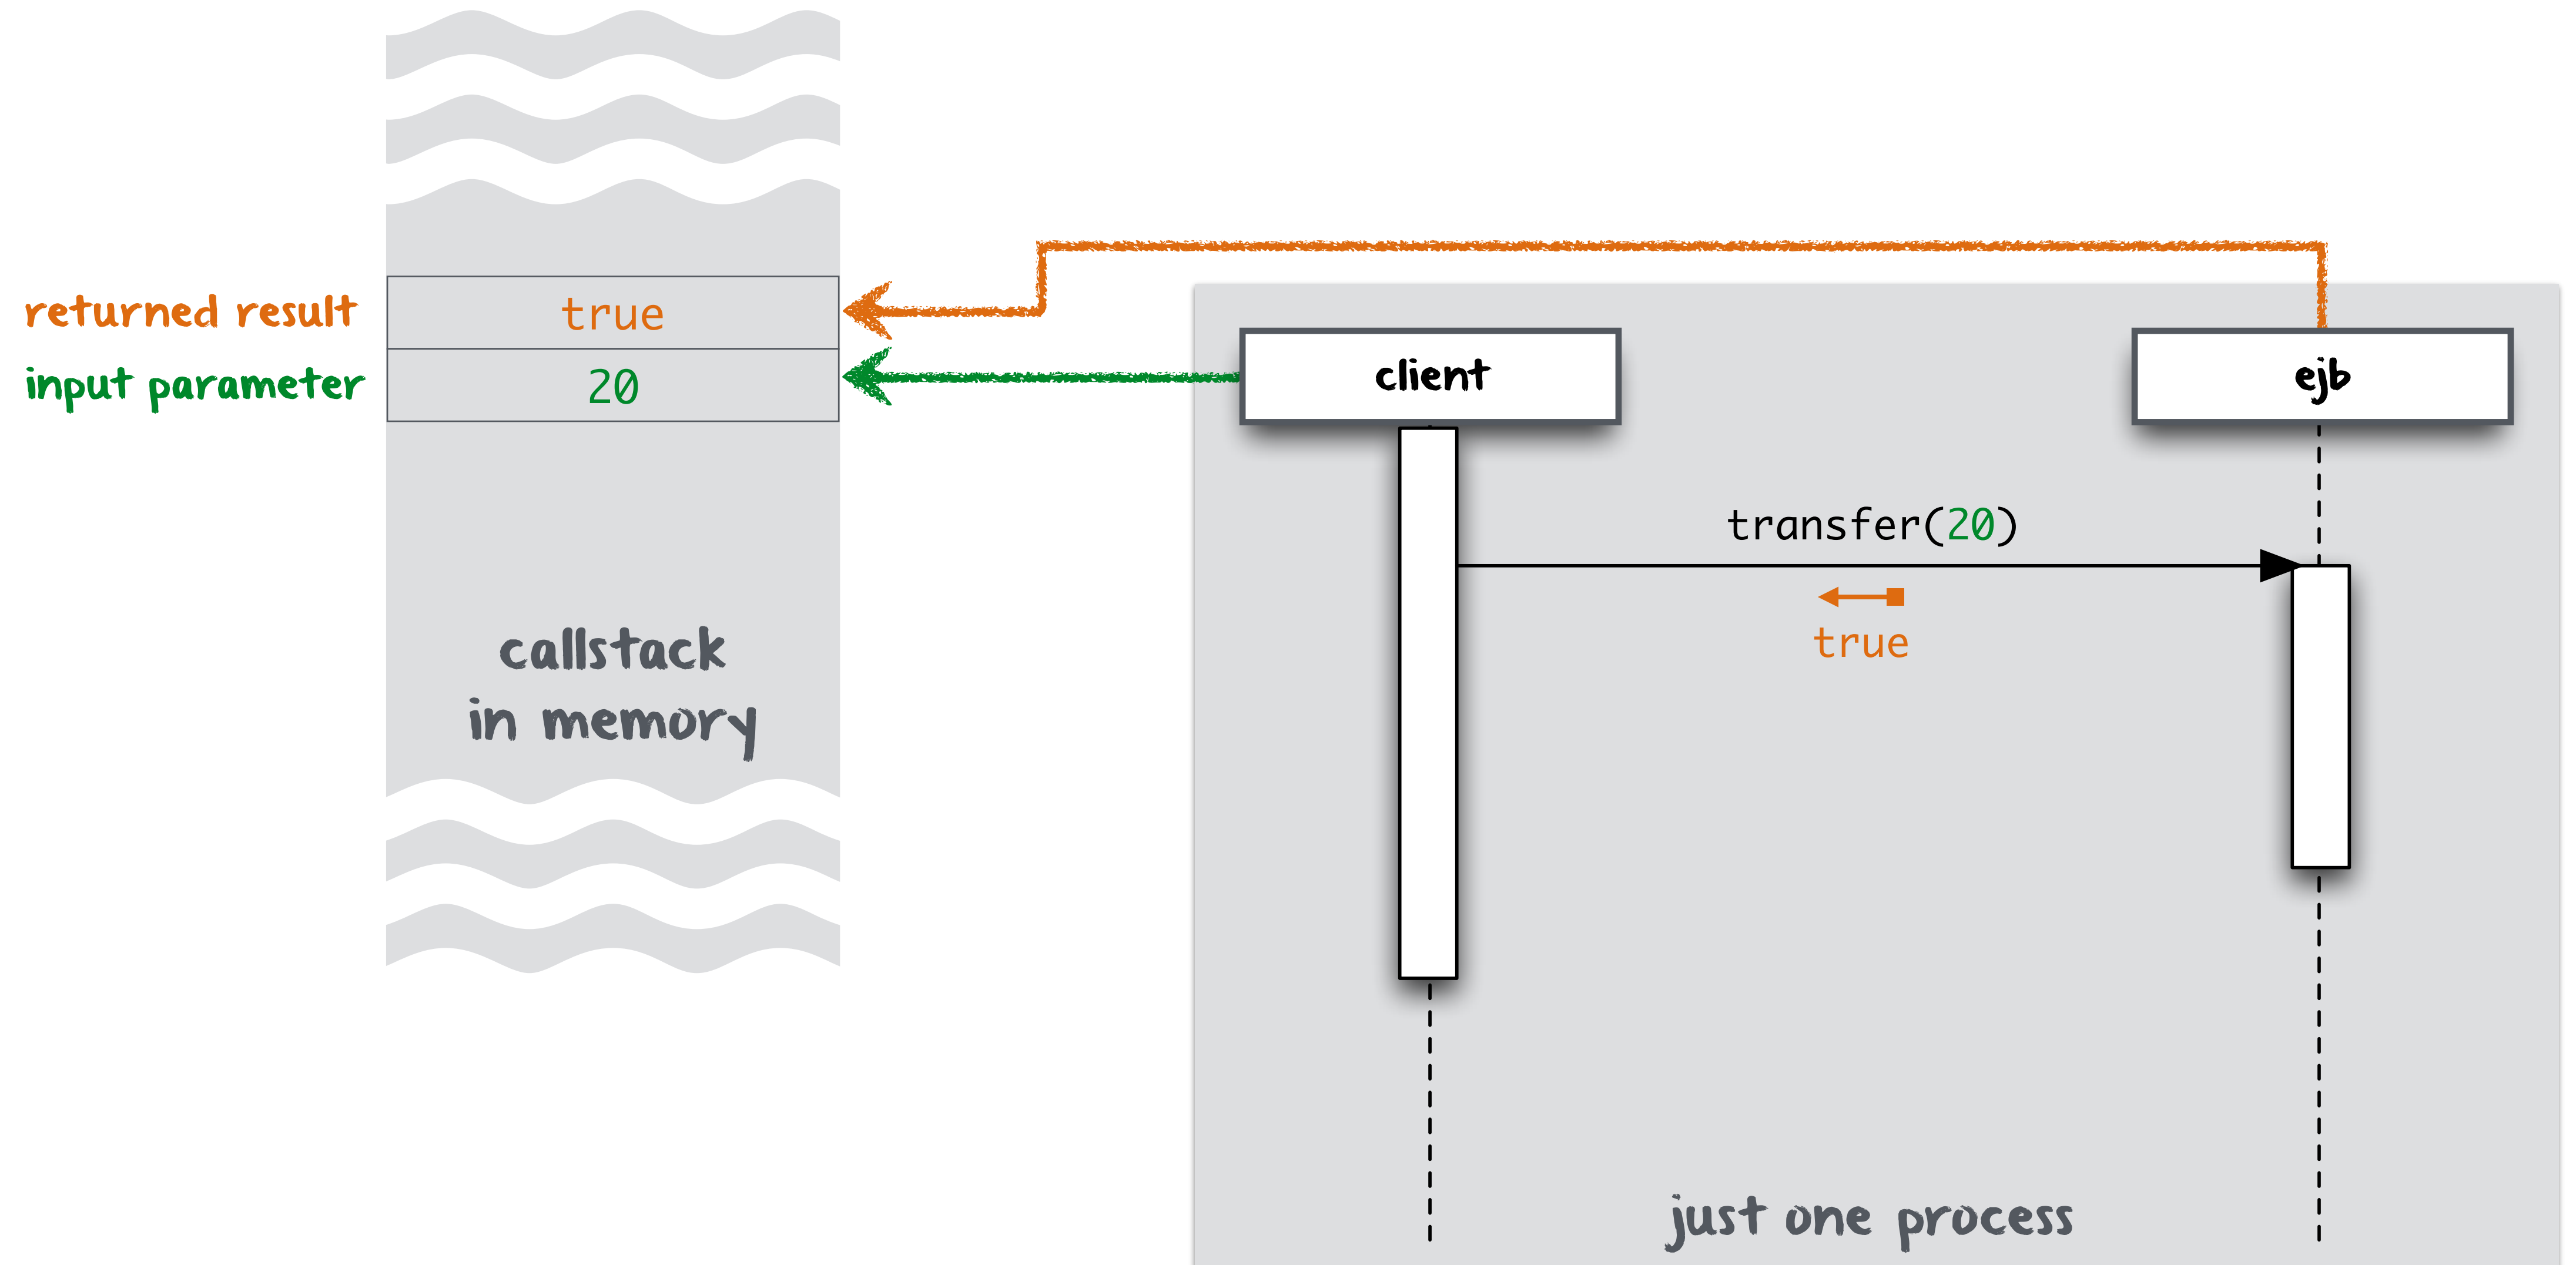 returned result
true
input parameter
20
callstack
in memory
client
ejb
transfer(20)
true
just one process